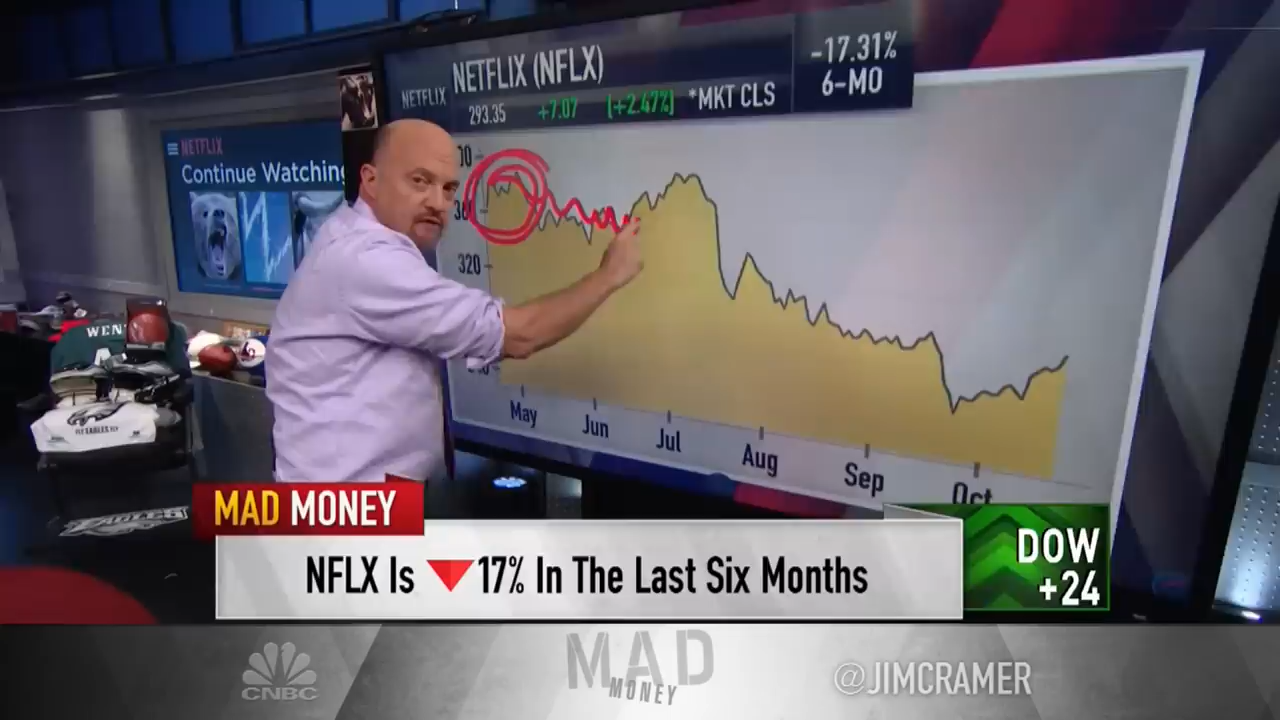 NETFLIX
Continue Watching
WEN
EAGLES
NETFLIX
NETFLIX (NFLX)
293.35 +7.07 (+2.47%) *MKT CLS
-17.31%
6-MO
320
May Jun Jul Aug Sep Oct
MAD MONEY
NFLX Is 17% In The Last Six Months
DOW
+24
CNBC
MAD
MONEY
@JIMCRAMER